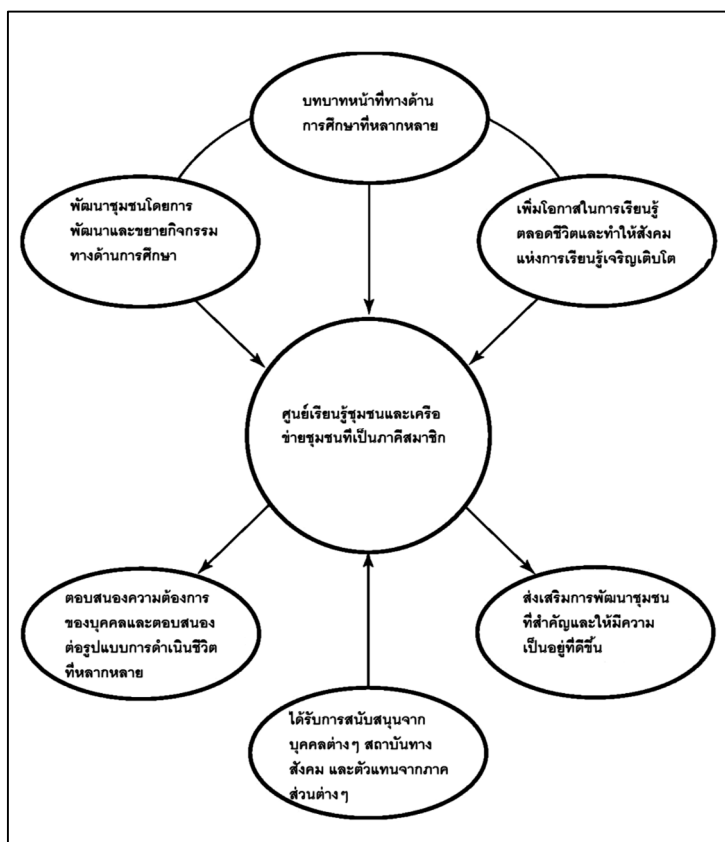 บทบาทหน้าที่ทางด้าน
การศึกษาที่หลากหลาย
พัฒนาชุมชนโดยการ
พัฒนาและขยายกิจกรรม
ทางด้านการศึกษา
เพิ่มโอกาสในการเรียนรู้
ตลอดชีวิตและทำให้สังคม
แห่งการเรียนรู้เจริญเติบโต
ศูนย์เรียนรู้ชุมชนและเครือ
ข่ายชุมชนที่เป็นภาคีสมาชิก
ตอบสนองความต้องการ
ของบุคคลและตอบสนอง
ต่อรูปแบบการดำเนินชีวิต
ที่หลากหลาย
ส่งเสริมการพัฒนาชุมชน
ที่สำคัญและให้มีความ
เป็นอยู่ที่ดีขึ้น
ได้รับการสนับสนุนจาก
บุคคลต่างๆ สถาบันทาง
สังคม และตัวแทนจากภาค
ส่วนต่างๆ